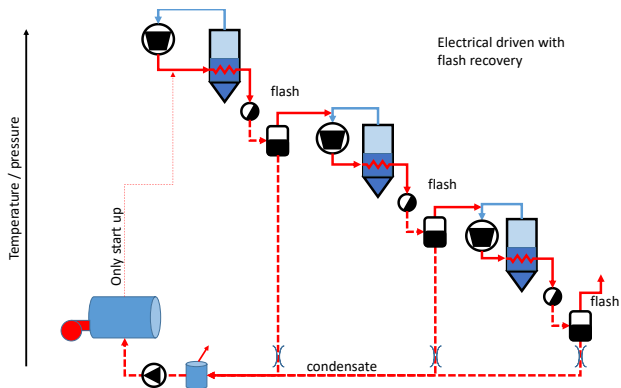 Electrical driven with
flash recovery
flash
flash
flash
Temperature / pressure
Only start up
condensate